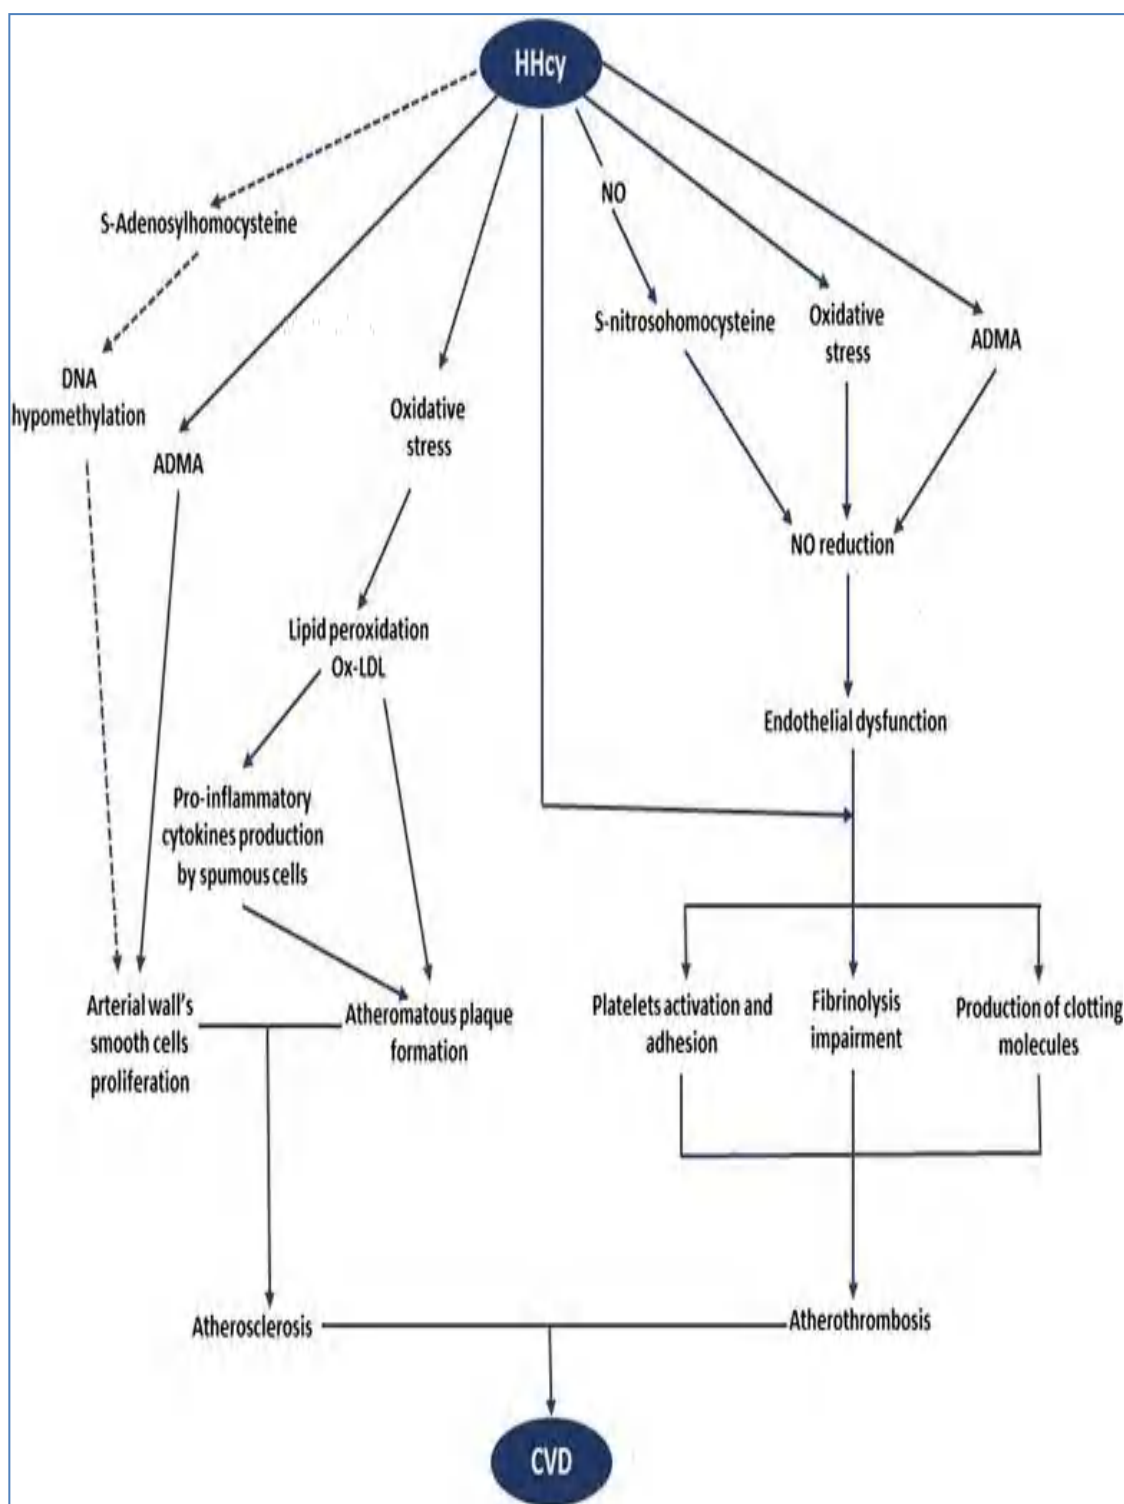 HHcy
NO
S-Adenosylhomocysteine
S-nitrosohomocysteine
Oxidative
stress
ADMA
DNA
hypomethylation
ADMA
Oxidative
stress
NO reduction
Lipid peroxidation
Ox-LDL
Endothelial dysfunction
Pro-inflammatory
cytokines production
by spumous cells
Arterial wall's
smooth cells
proliferation
Atheromatous plaque
formation
Platelets activation and
adhesion
Fibrinolysis
impairment
Production of clotting
molecules
Atherosclerosis
Atherothrombosis
CVD